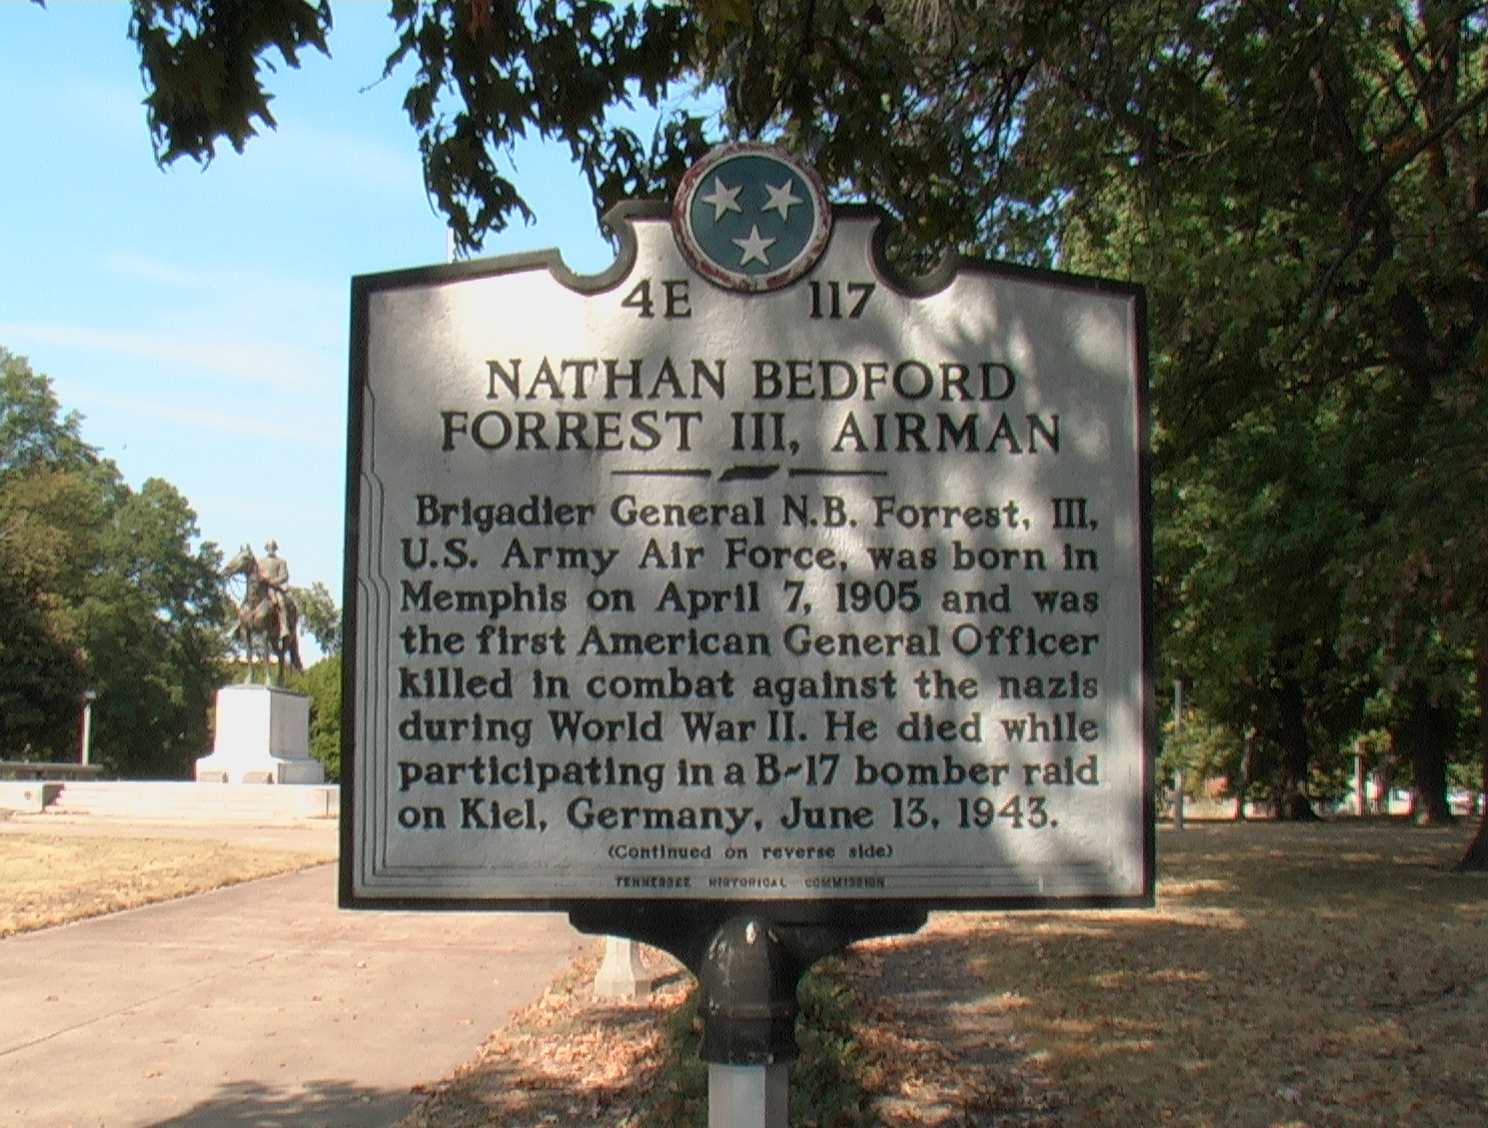 4E 117
NATHAN BEDFORD
FORREST III, AIRMAN
Brigadier General N.B. Forrest, III,
U.S. Army Air Force, was born in
Memphis on April 7, 1905 and was
the first American General Officer
killed in combat against the nazis
during World War II. He died while
participating in a B-17 bomber raid
on Kiel, Germany, June 13, 1943.
(Continued on reverse side)
TENNESSEE HISTORICAL COMMISSION